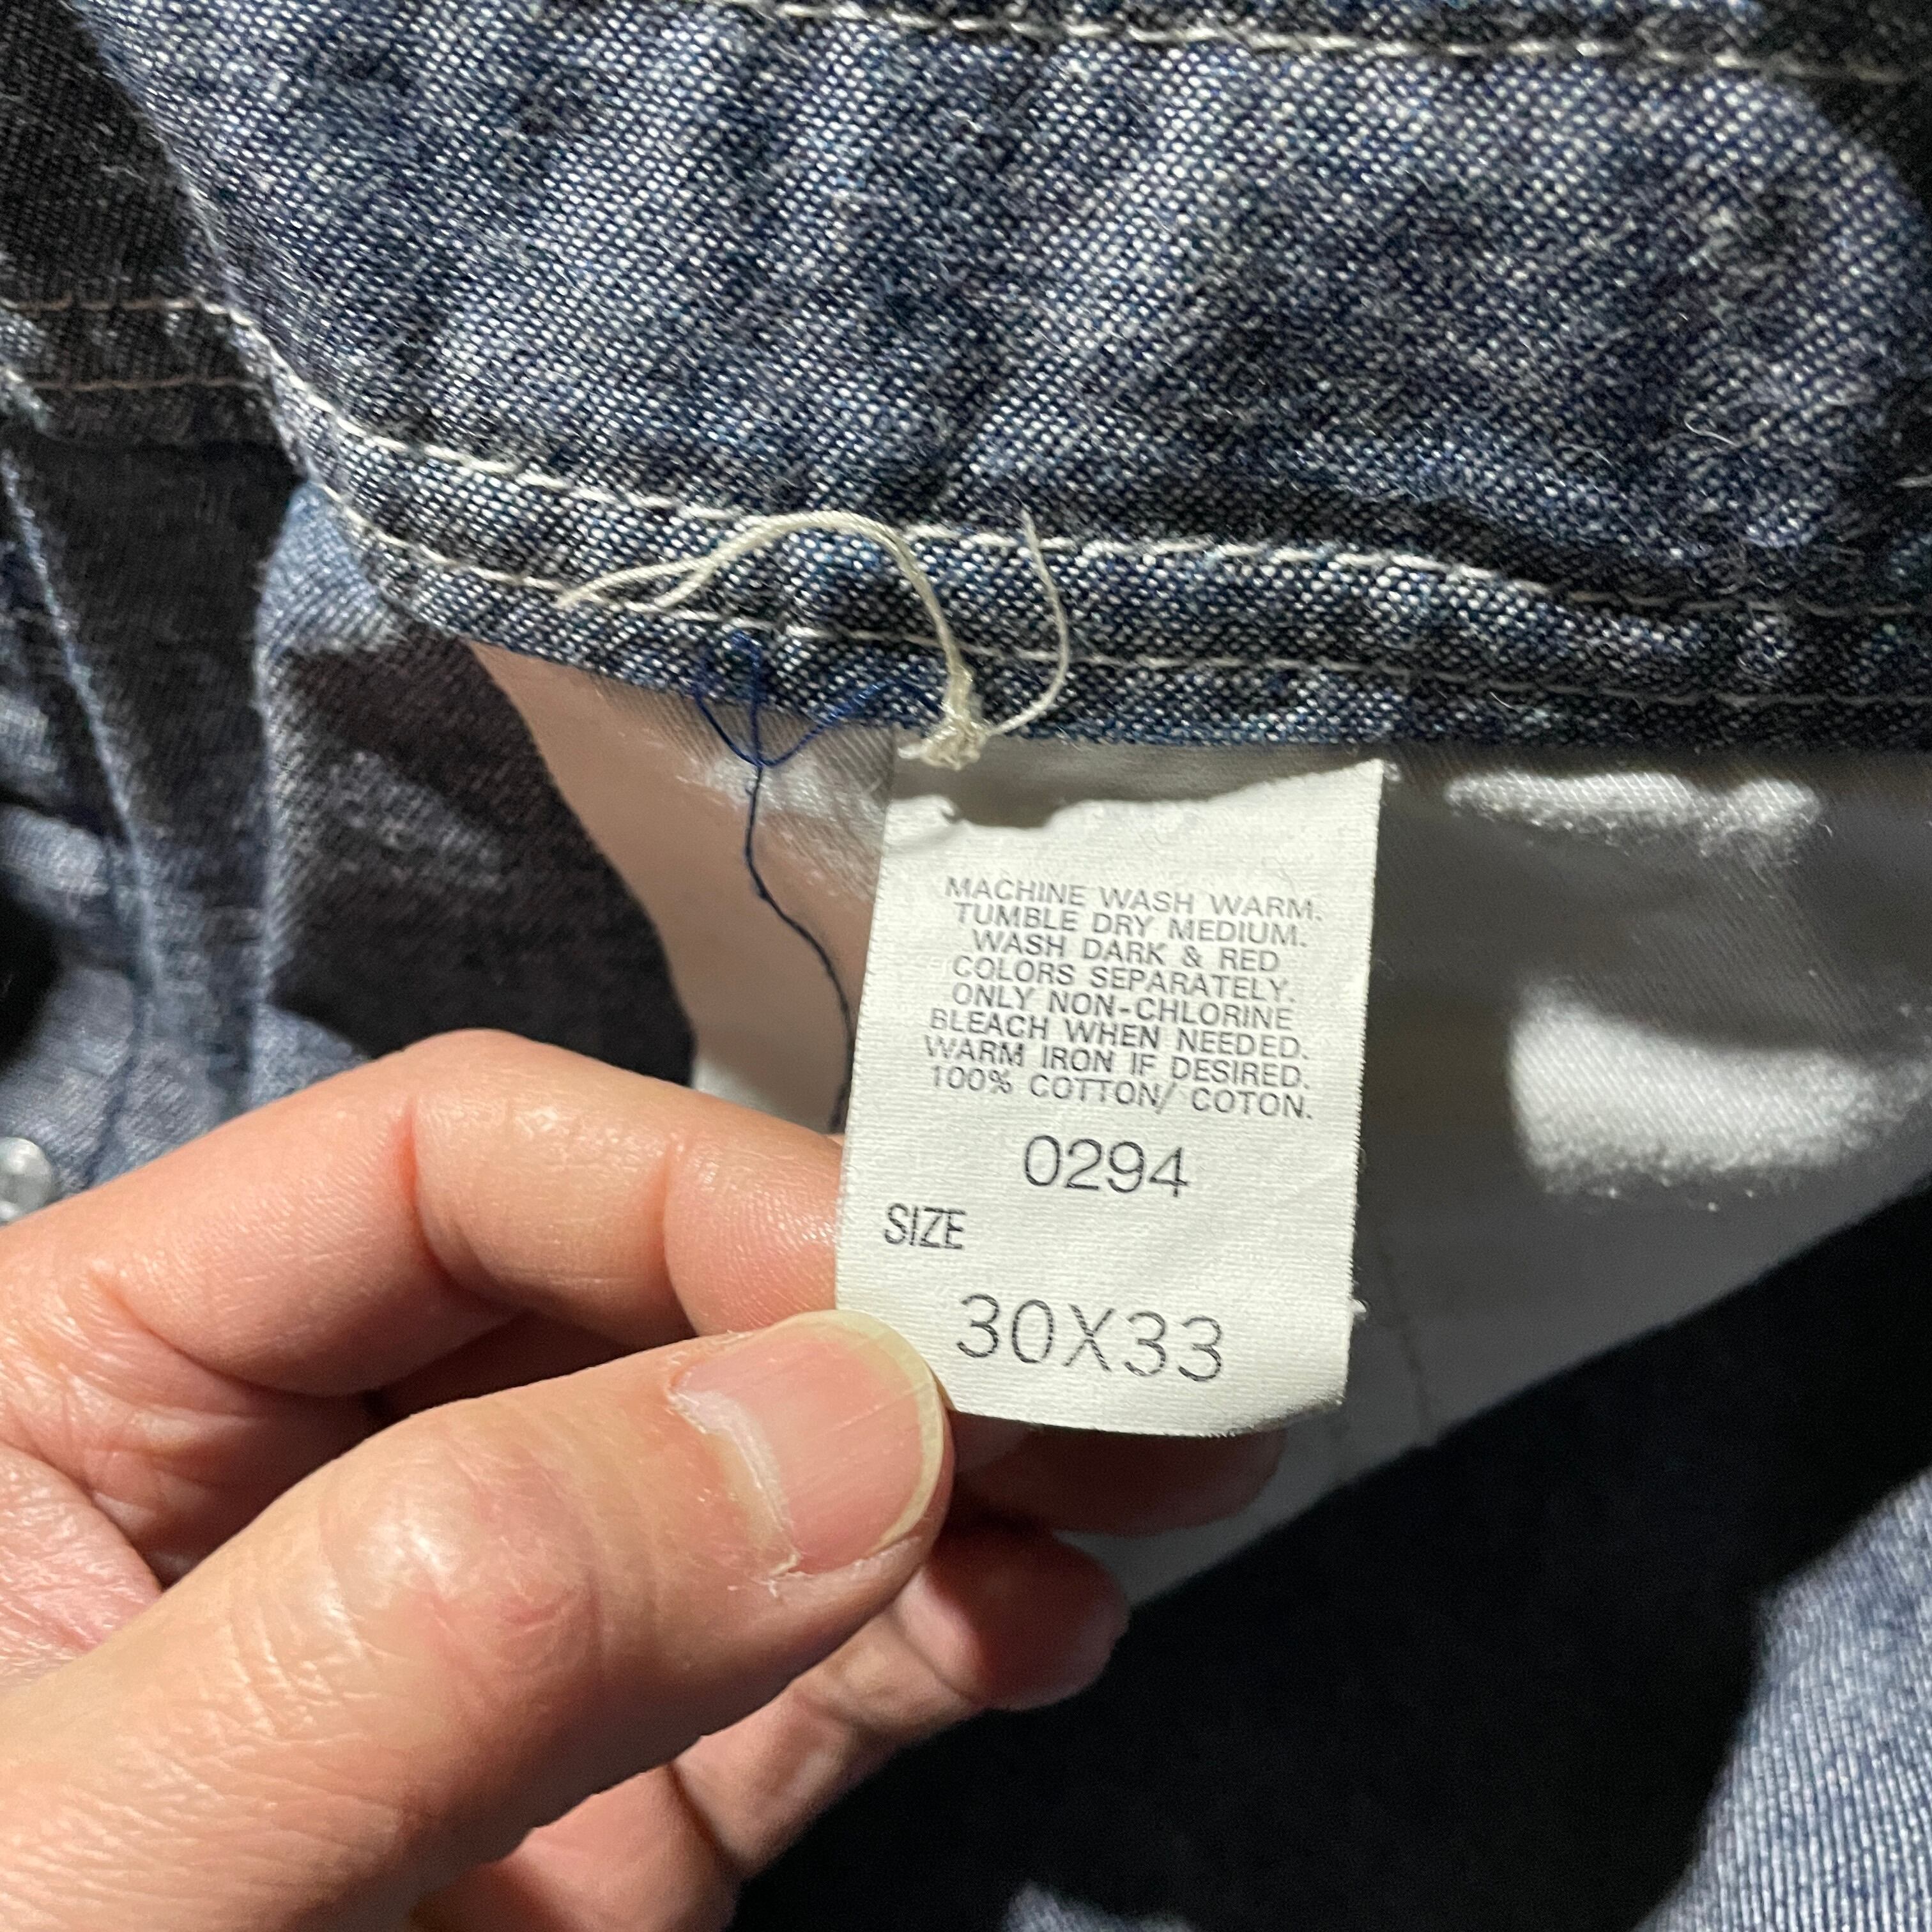 MACHINE WASH WARM.
TUMBLE DRY MEDIUM.
WASH DARK & RED
COLORS SEPARATELY.
ONLY NON-CHLORINE
BLEACH WHEN NEEDED.
WARM IRON IF DESIRED.
100% COTTON/ COTON.
0294
SIZE
30X33